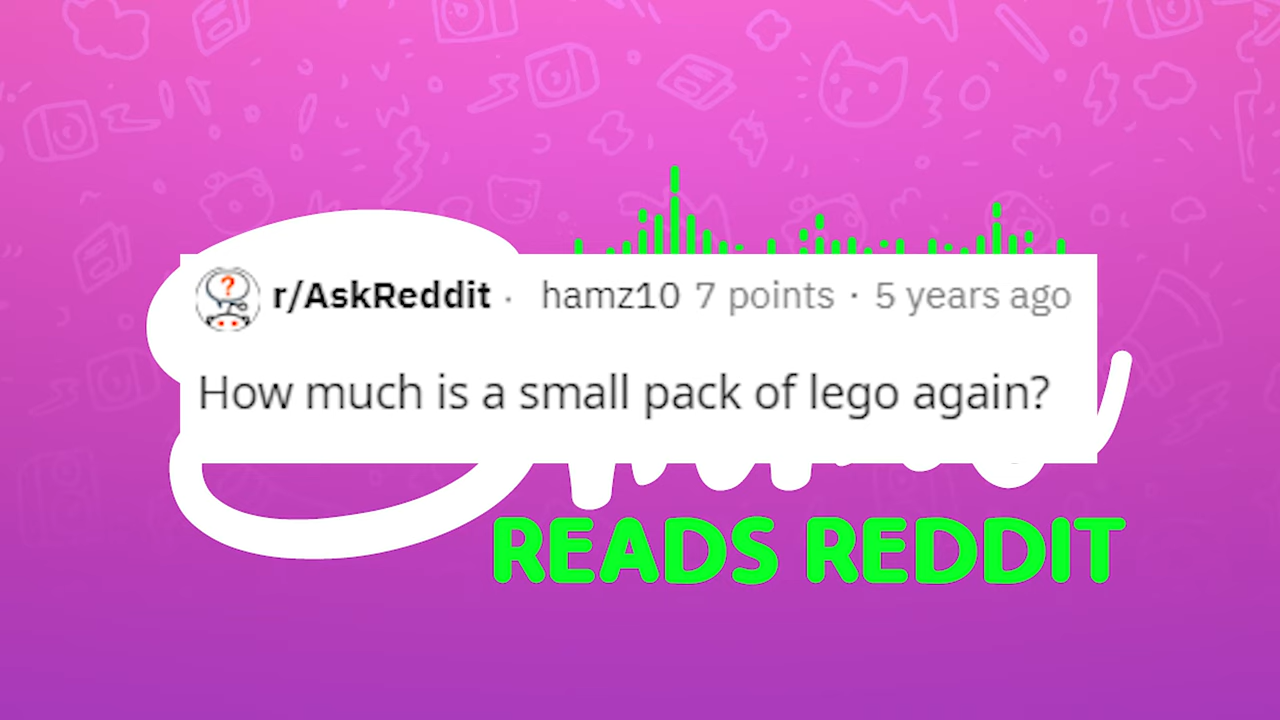 r/AskReddit · hamz10 7 points · 5 years ago
How much is a small pack of lego again?
READS REDDIT